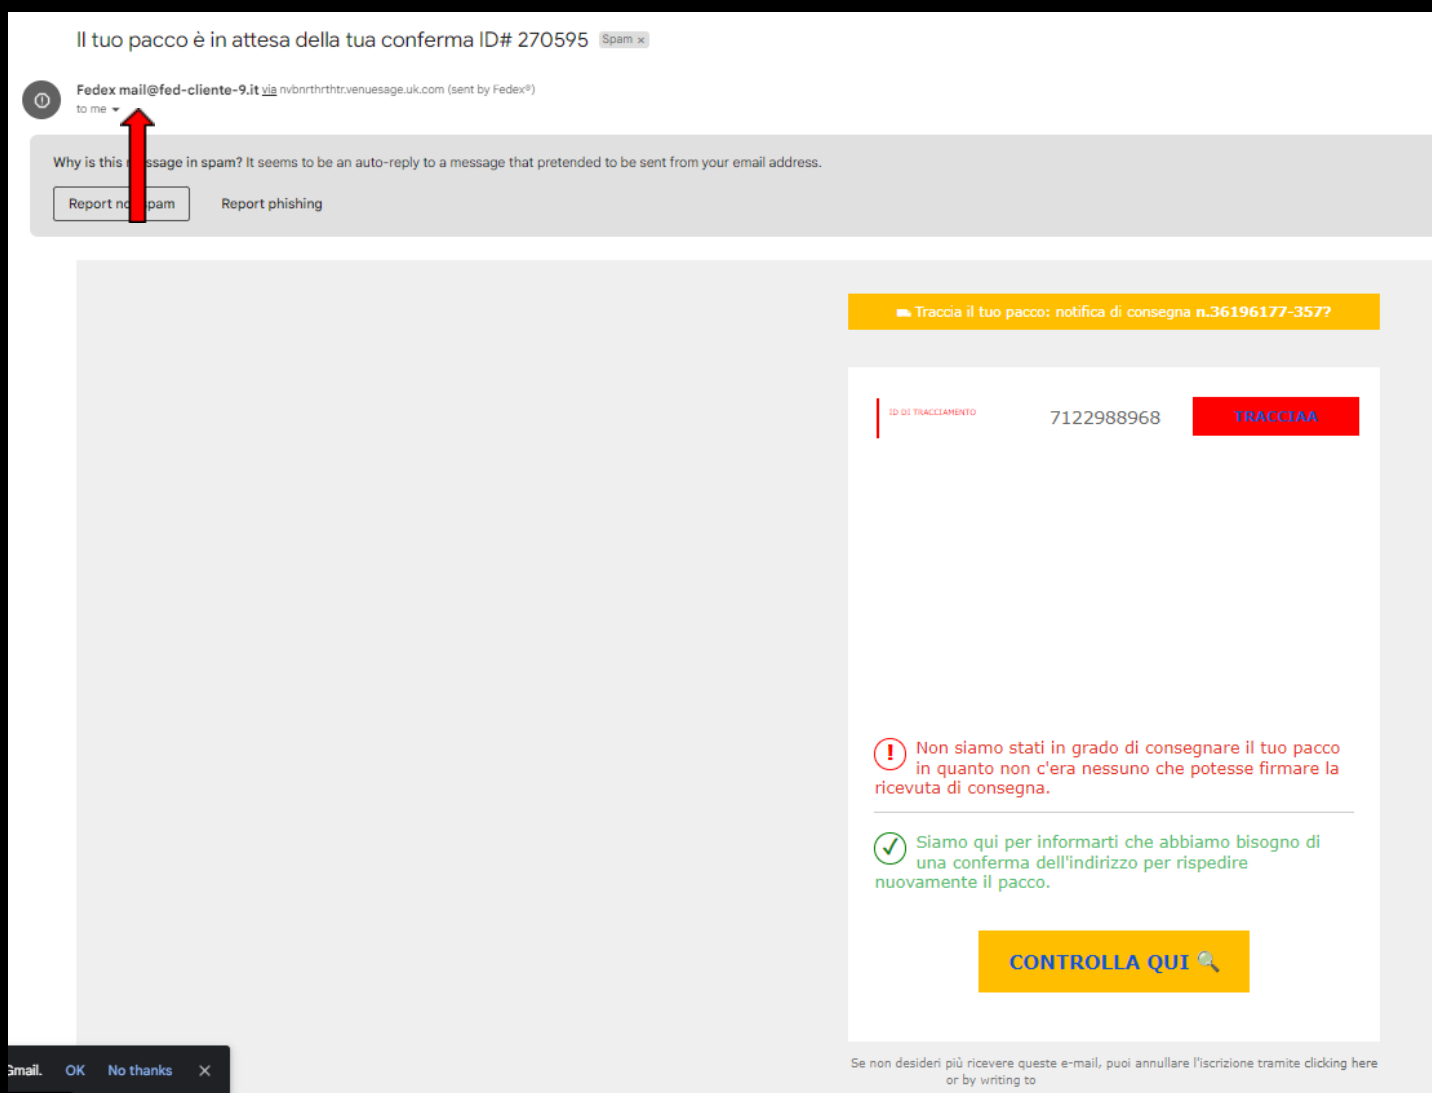 Il tuo pacco è in attesa della tua conferma ID# 270595 Spam x
Fedex mail@fed-cliente-9.it via nvbnrthrthtr.venuesage.uk.com (sent by Fedex®)
to me
Why is this message in spam? It seems to be an auto-reply to a message that pretended to be sent from your email address.
Report not spam Report phishing
Traccia il tuo pacco: notifica di consegna n.36196177-357?
ID DI TRACCIAMENTO 7122988968 TRACCIAA
Non siamo stati in grado di consegnare il tuo pacco
in quanto non c'era nessuno che potesse firmare la
ricevuta di consegna.
Siamo qui per informarti che abbiamo bisogno di
una conferma dell'indirizzo per rispedire
nuovamente il pacco.
CONTROLLA QUI
Se non desideri più ricevere queste e-mail, puoi annullare l'iscrizione tramite clicking here
or by writing to
Gmail. OK No thanks